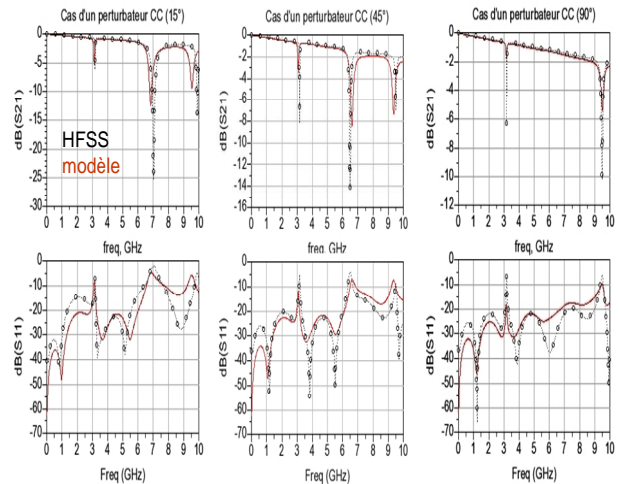 Cas d'un perturbateur CC (15°)
Cas d'un perturbateur CC (45°)
Cas d'un perturbateur CC (90°)
dB(S21)
0
-5
-10
-15
-20
-25
-30
HFSS
modèle
0 1 2 3 4 5 6 7 8 9 10
freq, GHz
dB(S21)
0
-2
-4
-6
-8
-10
-12
-14
-16
0 1 2 3 4 5 6 7 8 9 10
freq, GHz
dB(S21)
0
-2
-4
-6
-8
-10
-12
0 1 2 3 4 5 6 7 8 9 10
freq, GHz
dB(S11)
0
-10
-20
-30
-40
-50
-60
-70
0 1 2 3 4 5 6 7 8 9 10
Freq (GHz)
dB(S11)
0
-10
-20
-30
-40
-50
-60
-70
0 1 2 3 4 5 6 7 8 9 10
Freq (GHz)
dB(S11)
0
-10
-20
-30
-40
-50
-60
-70
0 1 2 3 4 5 6 7 8 9 10
Freq (GHz)